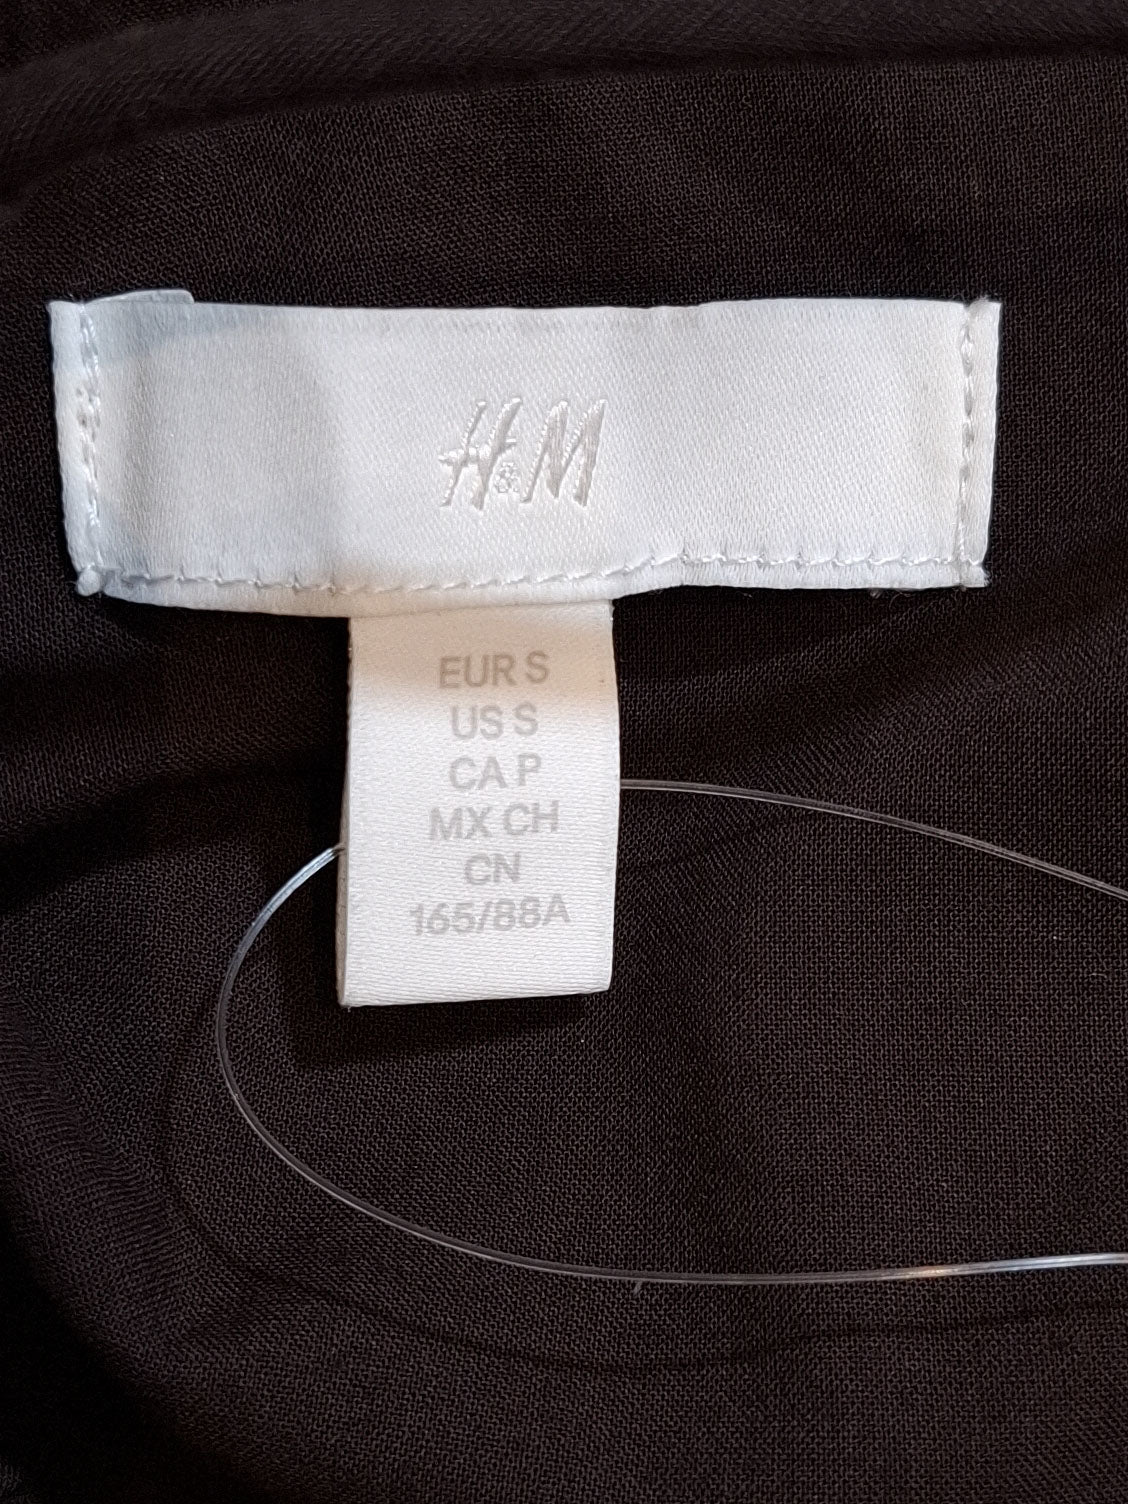 H&M
EUR S
US S
CA P
MX CH
CN
165/88A